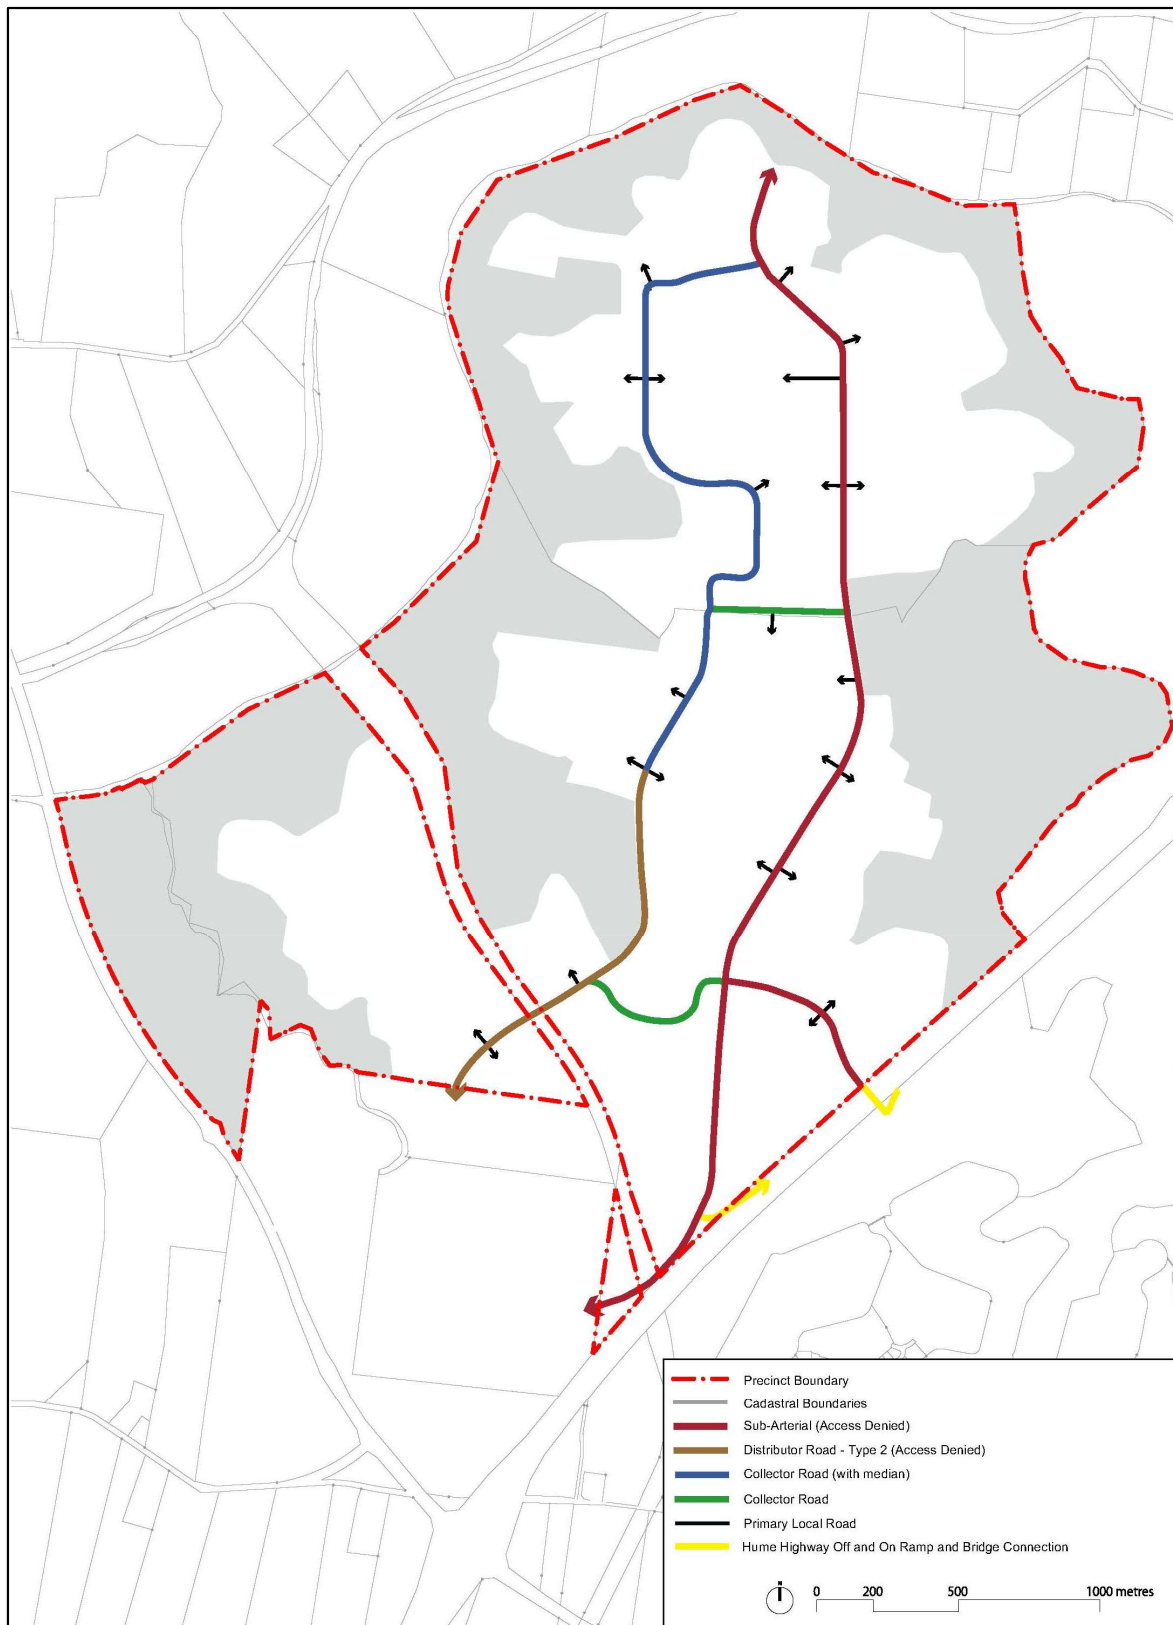 Precinct Boundary
Cadastral Boundaries
Sub-Arterial (Access Denied)
Distributor Road - Type 2 (Access Denied)
Collector Road (with median)
Collector Road
Primary Local Road
Hume Highway Off and On Ramp and Bridge Connection
0 200 500 1000 metres